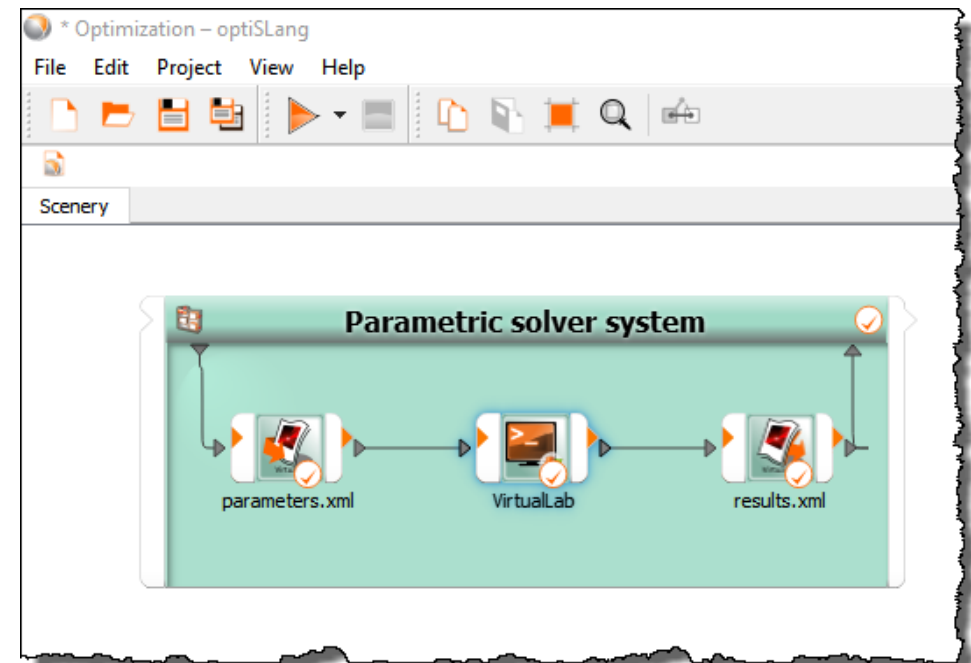 * Optimization – optiSLang
File Edit Project View Help
Scenery
Parametric solver system
>_
parameters.xml VirtualLab results.xml